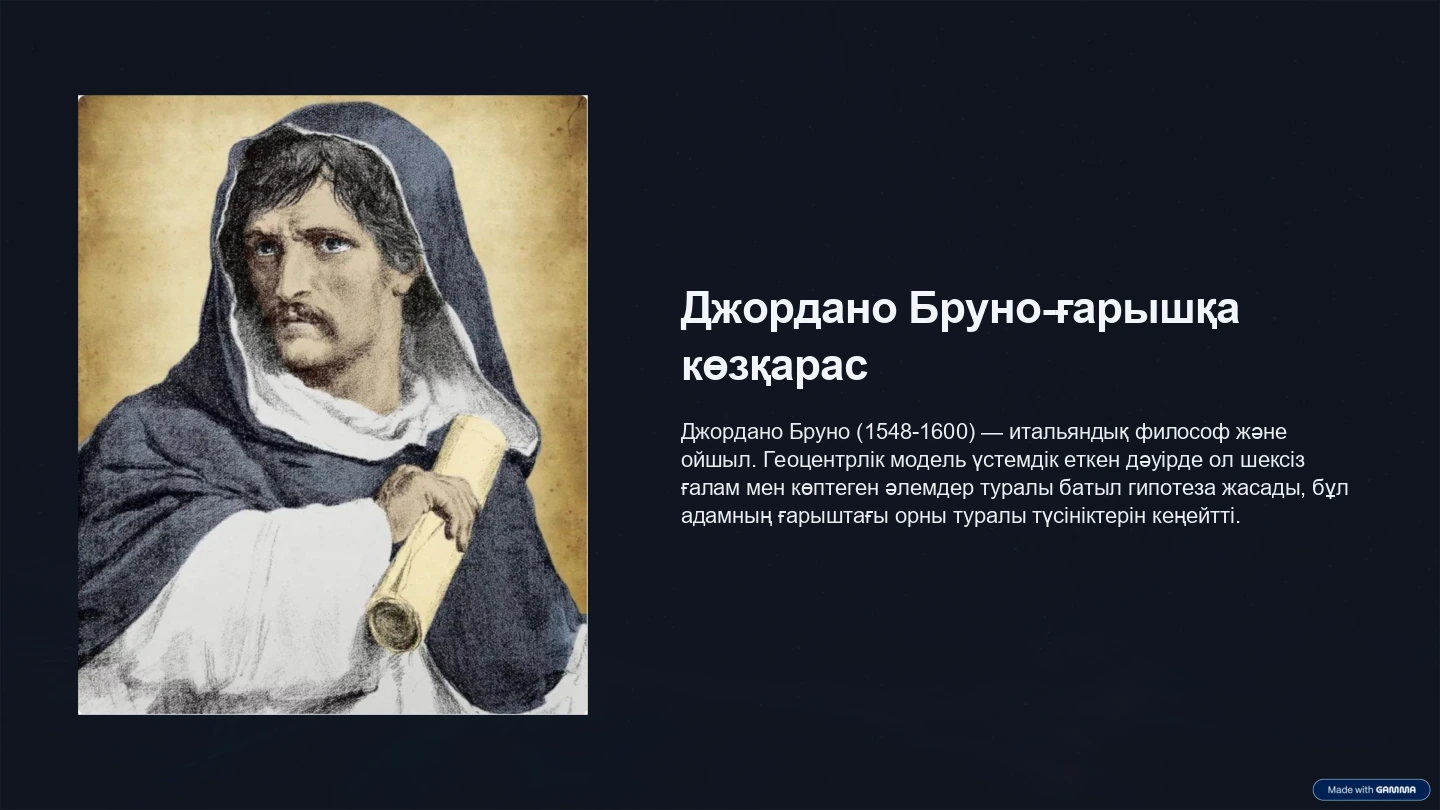 Джордано Бруно-ғарышқа
көзқарас
Джордано Бруно (1548-1600) — итальяндық философ және
ойшыл. Геоцентрлік модель үстемдік еткен дәуірде ол шексіз
ғалам мен көптеген әлемдер туралы батыл гипотеза жасады, бұл
адамның ғарыштағы орны туралы түсініктерін кеңейтті.
Made with GAMMA